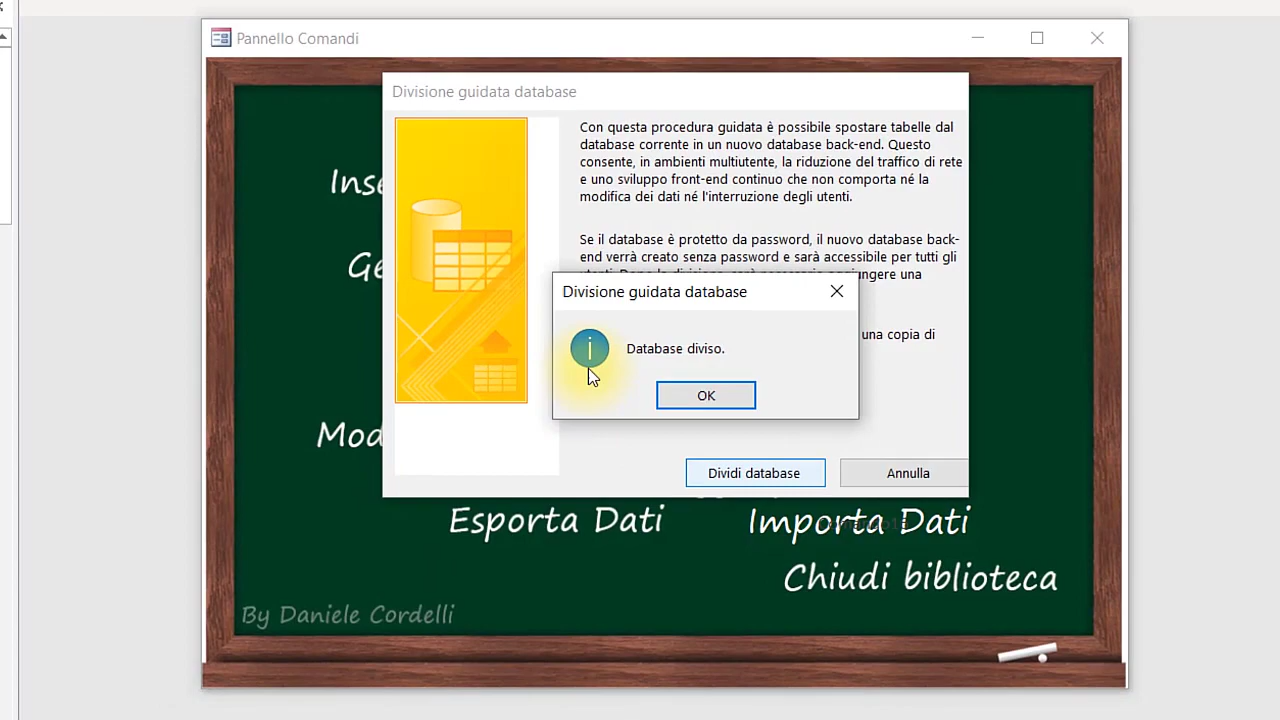 Pannello Comandi
Divisione guidata database
Con questa procedura guidata è possibile spostare tabelle dal
database corrente in un nuovo database back-end. Questo
consente, in ambienti multiutente, la riduzione del traffico di rete
e uno sviluppo front-end continuo che non comporta né la
modifica dei dati né l'interruzione degli utenti.
Se il database è protetto da password, il nuovo database back-
end verrà creato senza password e sarà accessibile per tutti gli
Divisione guidata database
una copia di
Database diviso.
OK
Dividi database
Annulla
Esporta Dati
Importa Dati
Chiudi biblioteca
By Daniele Cordelli